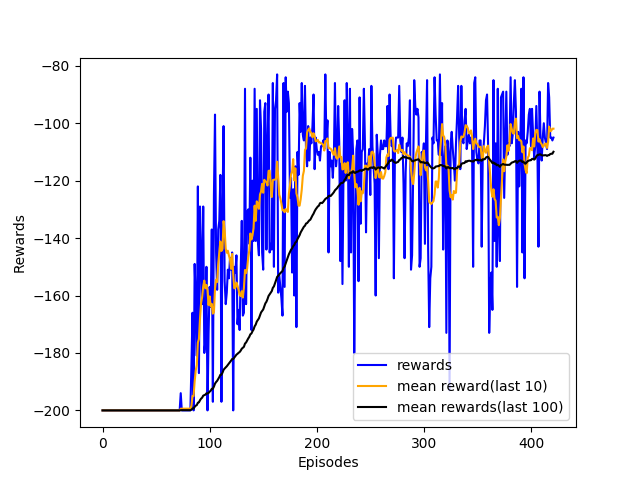 −80
−100
−120
−140
−160
−180
−200
Rewards
0
100
200
300
400
Episodes
rewards
mean reward(last 10)
mean rewards(last 100)